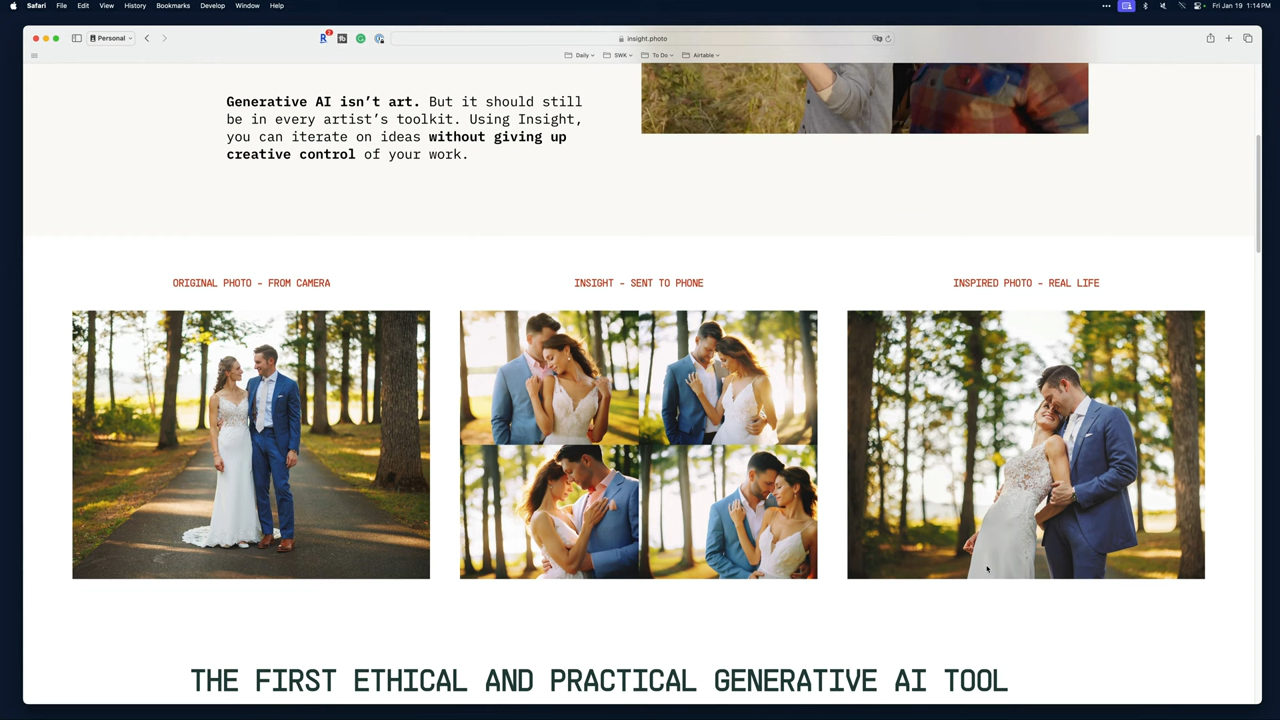 Safari File Edit View History Bookmarks Develop Window Help
Fri Jan 19 1:14 PM
Personal
insight.photo
Daily SWK To Do Airtable
Generative AI isn’t art. But it should still
be in every artist’s toolkit. Using Insight,
you can iterate on ideas without giving up
creative control of your work.
ORIGINAL PHOTO – FROM CAMERA
INSIGHT – SENT TO PHONE
INSPIRED PHOTO – REAL LIFE
THE FIRST ETHICAL AND PRACTICAL GENERATIVE AI TOOL